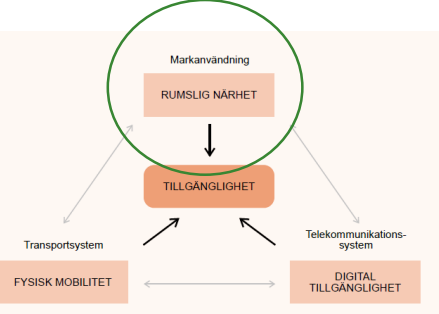 Markanvändning
RUMSLIG NÄRHET
TILLGÄNGLIGHET
Transportsystem
FYSISK MOBILITET
Telekommunikations-
system
DIGITAL
TILLGÄNGLIGHET